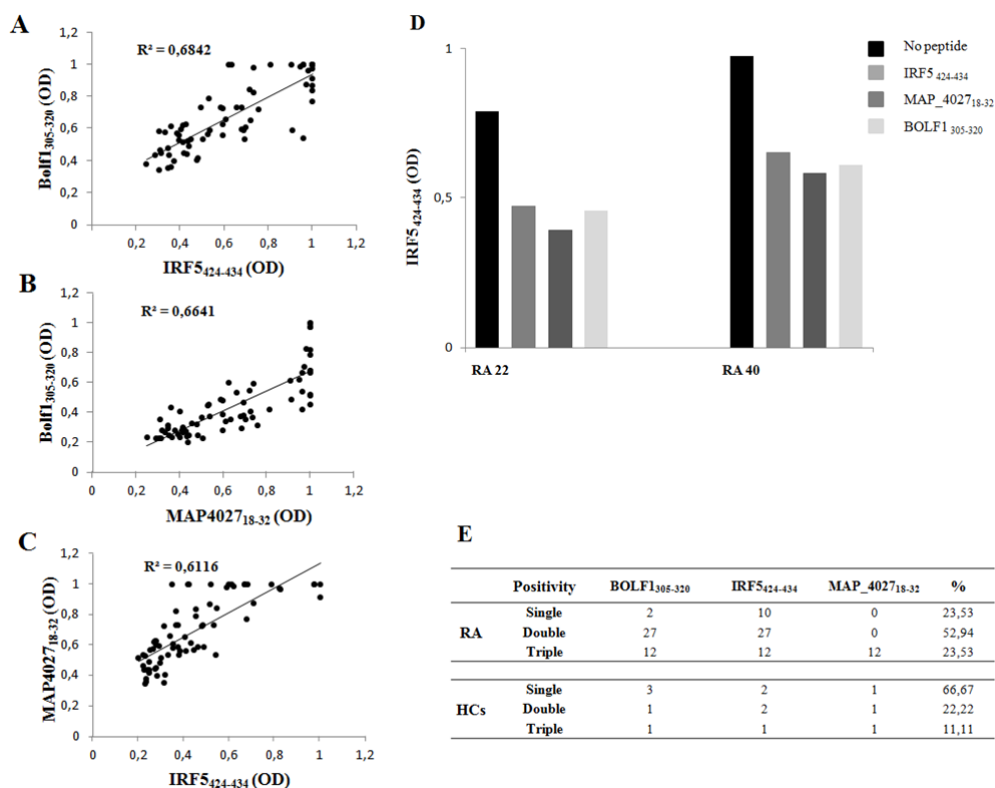 A
R² = 0,6842
1,2
1
0,8
0,6
0,4
0,2
0
0,2 0,4 0,6 0,8 1 1,2
Bolf1305-320 (OD)
IRF5424-434 (OD)
B
R² = 0,6641
1,2
1
0,8
0,6
0,4
0,2
0
0 0,2 0,4 0,6 0,8 1 1,2
Bolf1305-320 (OD)
MAP402718-32 (OD)
C
R² = 0,6116
1,2
1
0,8
0,6
0,4
0,2
0
0 0,2 0,4 0,6 0,8 1 1,2
MAP402718-32 (OD)
IRF5424-434 (OD)
D
1
0,5
0
IRF5424-434 (OD)
RA 22 RA 40
No peptide
IRF5 424-434
MAP_402718-32
BOLF1 305-320
E
Positivity BOLF1305-320 IRF5424-434 MAP_402718-32 %
RA
Single 2 10 0 23,53
Double 27 27 0 52,94
Triple 12 12 12 23,53
HCs
Single 3 2 1 66,67
Double 1 2 1 22,22
Triple 1 1 1 11,11